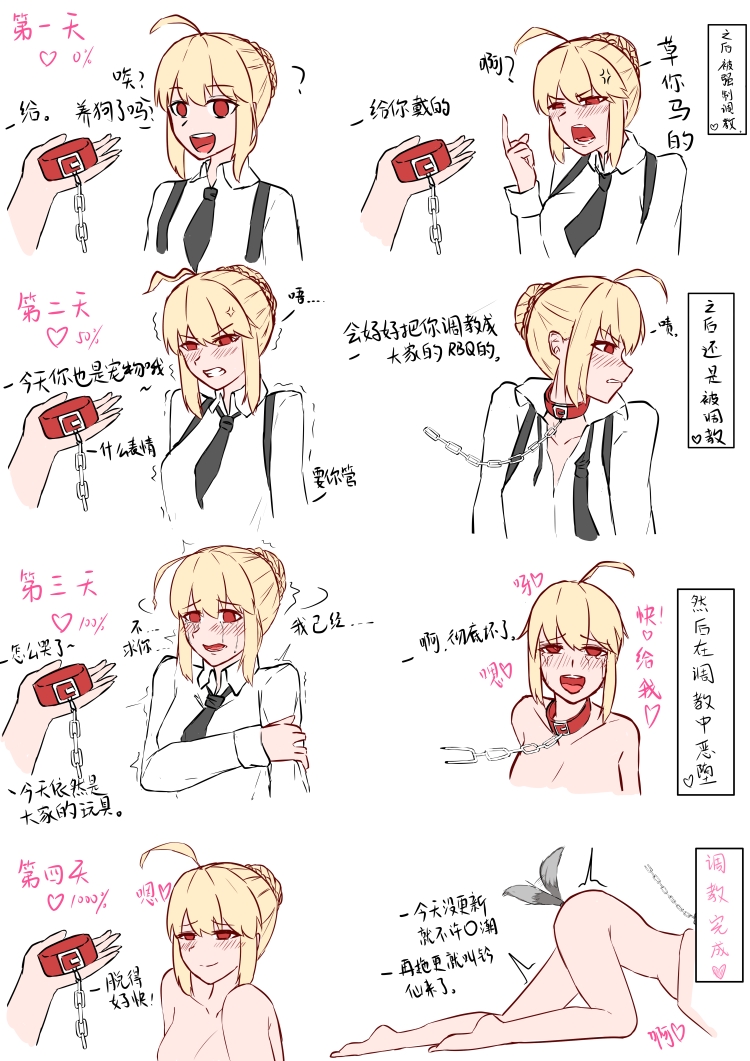 第一天
♡ 0%
给。
唉?
养狗了吗?
?
给你戴的
啊?
草你马的
之后被强制调教♡
第二天
♡ 50%
今天你也是宠物哦~
什么表情
唔……
要你管
会好好把你调教成
大家的RBQ的。
啧。
之后还是被调教♡
第三天
♡ 100%
怎么哭了~
今天依然是
大家的玩具。
不…
求你…
我已经……
啊,彻底坏了。
呀♡
嗯♡
快!♡给我♡
然后在调教中恶堕♡
第四天
♡ 1000%
嗯♡
脱得
好快!
今天没更新
就不许〇潮
再拖更就叫铃
仙来了。
啊♡
调教完成♡